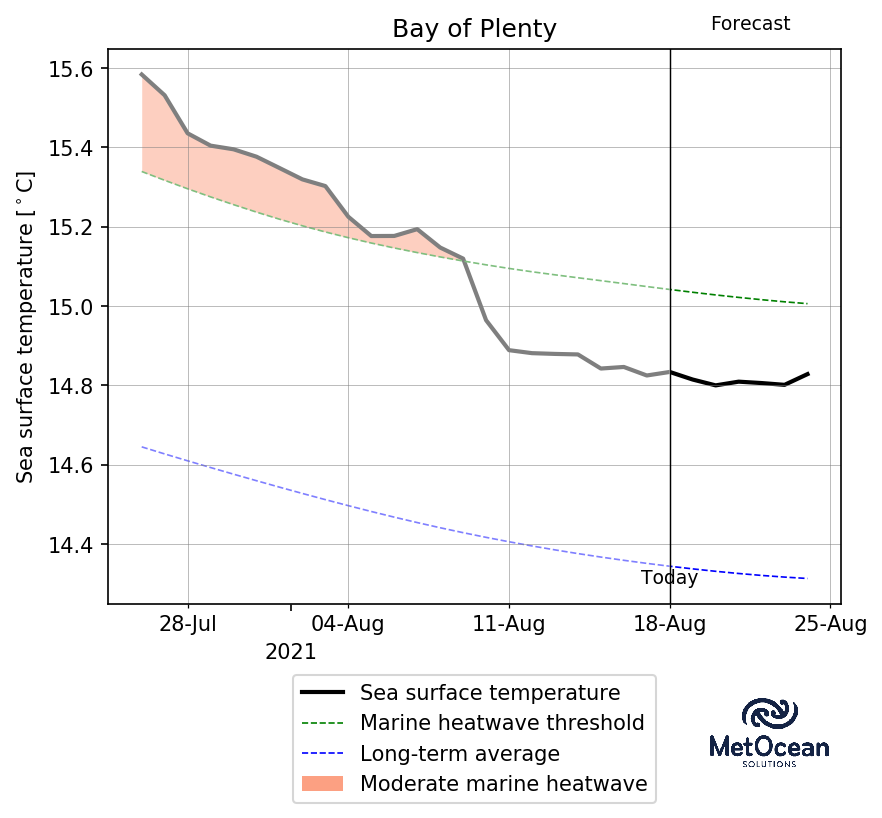 Bay of Plenty
Forecast
Sea surface temperature [°C]
15.6
15.4
15.2
15.0
14.8
14.6
14.4
Today
28-Jul 04-Aug 11-Aug 18-Aug 25-Aug
2021
Sea surface temperature
Marine heatwave threshold
Long-term average
Moderate marine heatwave
MetOcean
SOLUTIONS